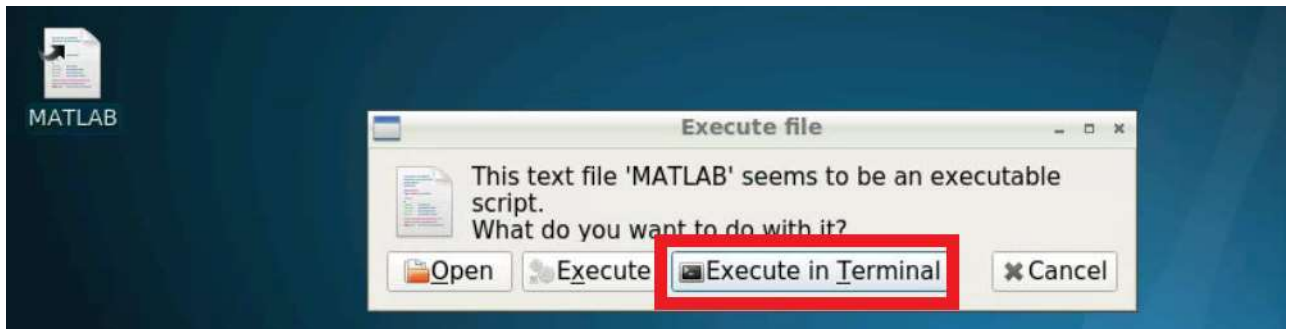 MATLAB
Execute file
This text file 'MATLAB' seems to be an executable
script.
What do you want to do with it?
Open Execute Execute in Terminal Cancel